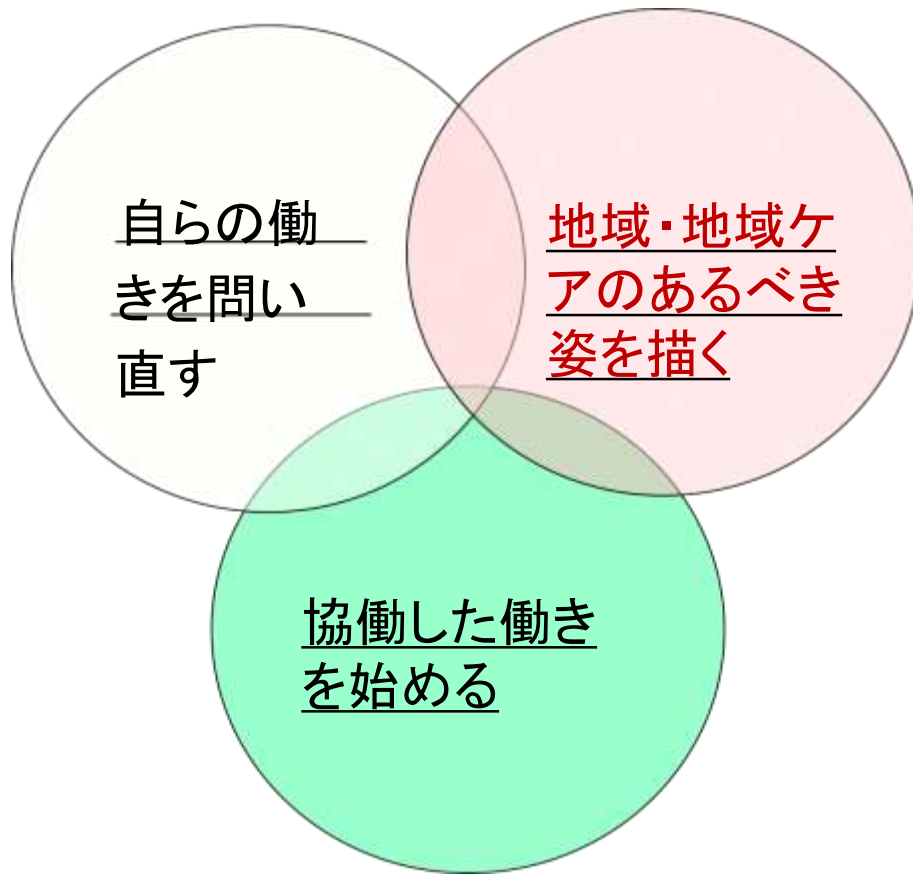 自らの働
きを問い
直す
地域・地域ケ
アのあるべき
姿を描く
協働した働き
を始める